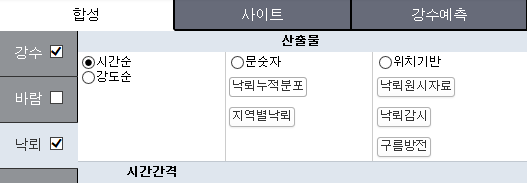 합성 사이트 강수예측
산출물
강수
시간순 문숫자 위치기반
강도순
낙뢰누적분포 낙뢰원시자료
바람
지역별낙뢰 낙뢰감시
낙뢰
구름방전
시간간격